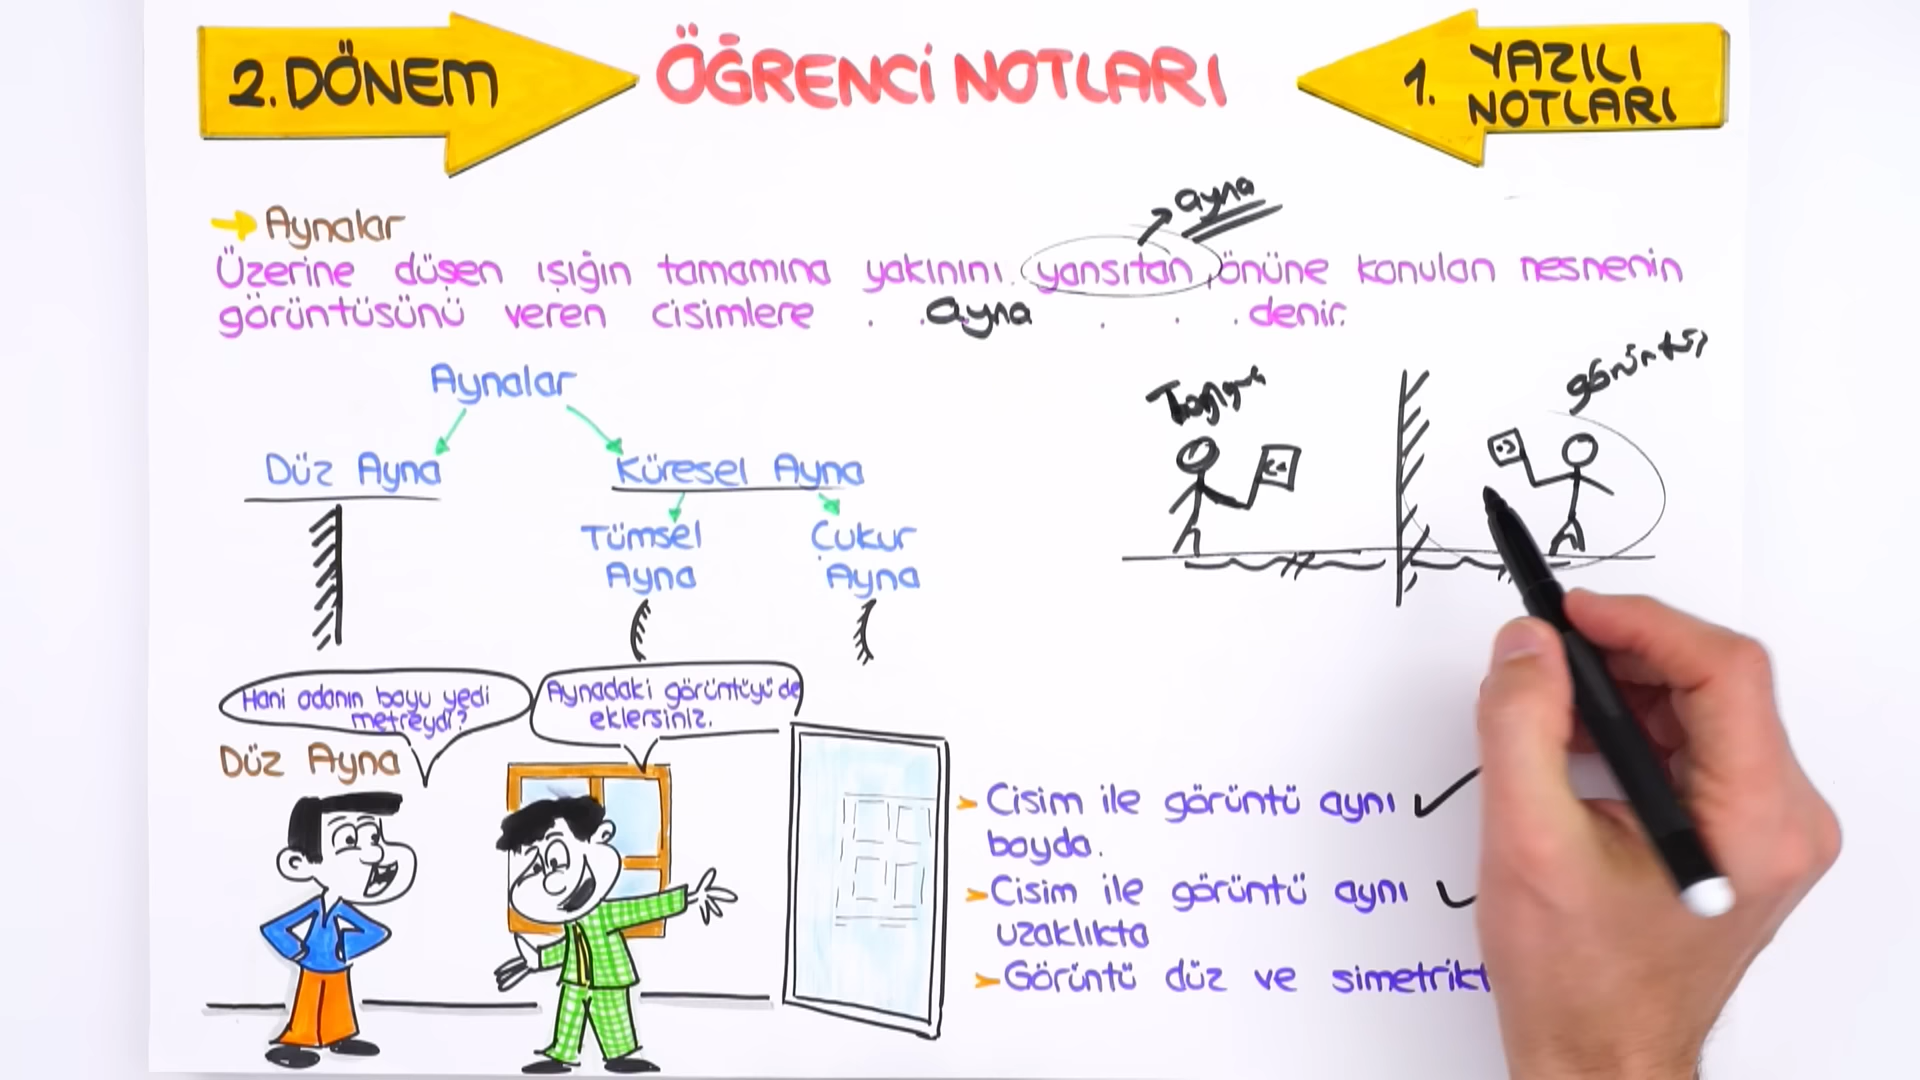 2. DÖNEM
ÖĞRENCİ NOTLARI
1. YAZILI
NOTLARI
ayna
Aynalar
Üzerine düşen ışığın tamamına yakınını yansıtan, önüne konulan nesnenin
görüntüsünü veren cisimlere . . ayna . . . denir.
Aynalar
Düz Ayna
Küresel Ayna
Tümsel
Ayna
Çukur
Ayna
görüntü
Hani odanın boyu yedi
metreydi?
Aynadaki görüntüyü de
eklersiniz.
Düz Ayna
Cisim ile görüntü aynı
boyda.
Cisim ile görüntü aynı
uzaklıkta
Görüntü düz ve simetrikt